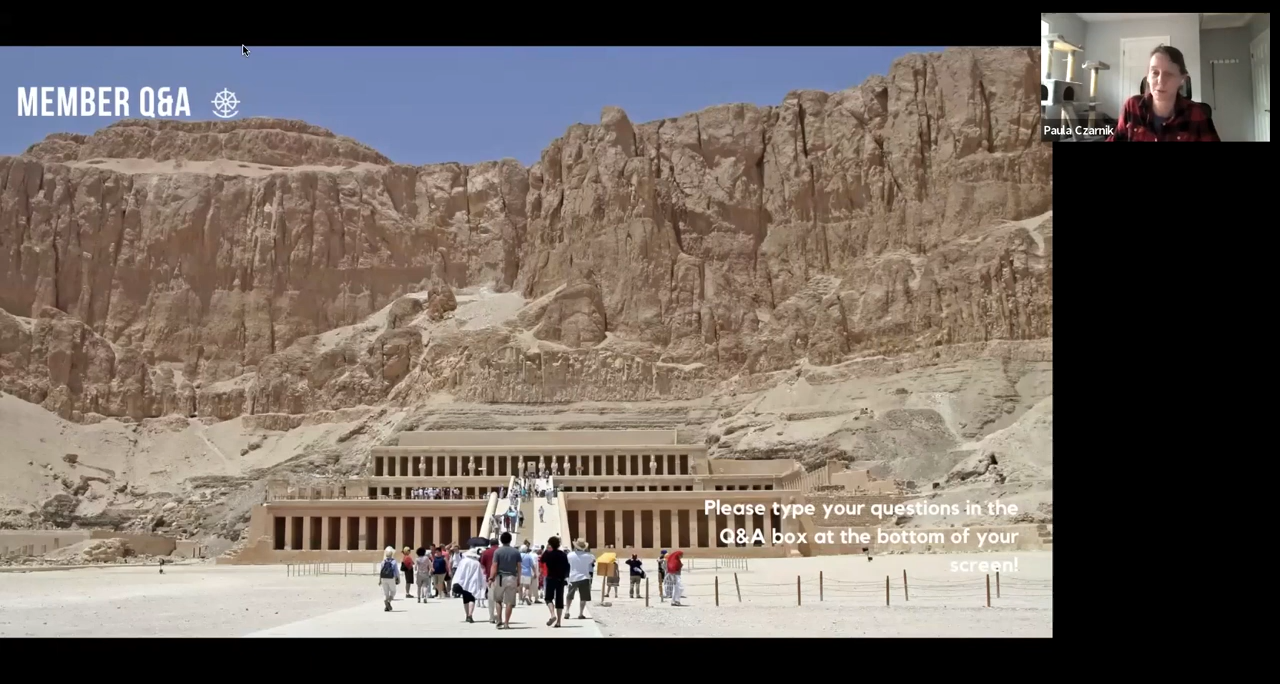 MEMBER Q&A
Paula Czarnik
Please type your questions in the
Q&A box at the bottom of your
screen!